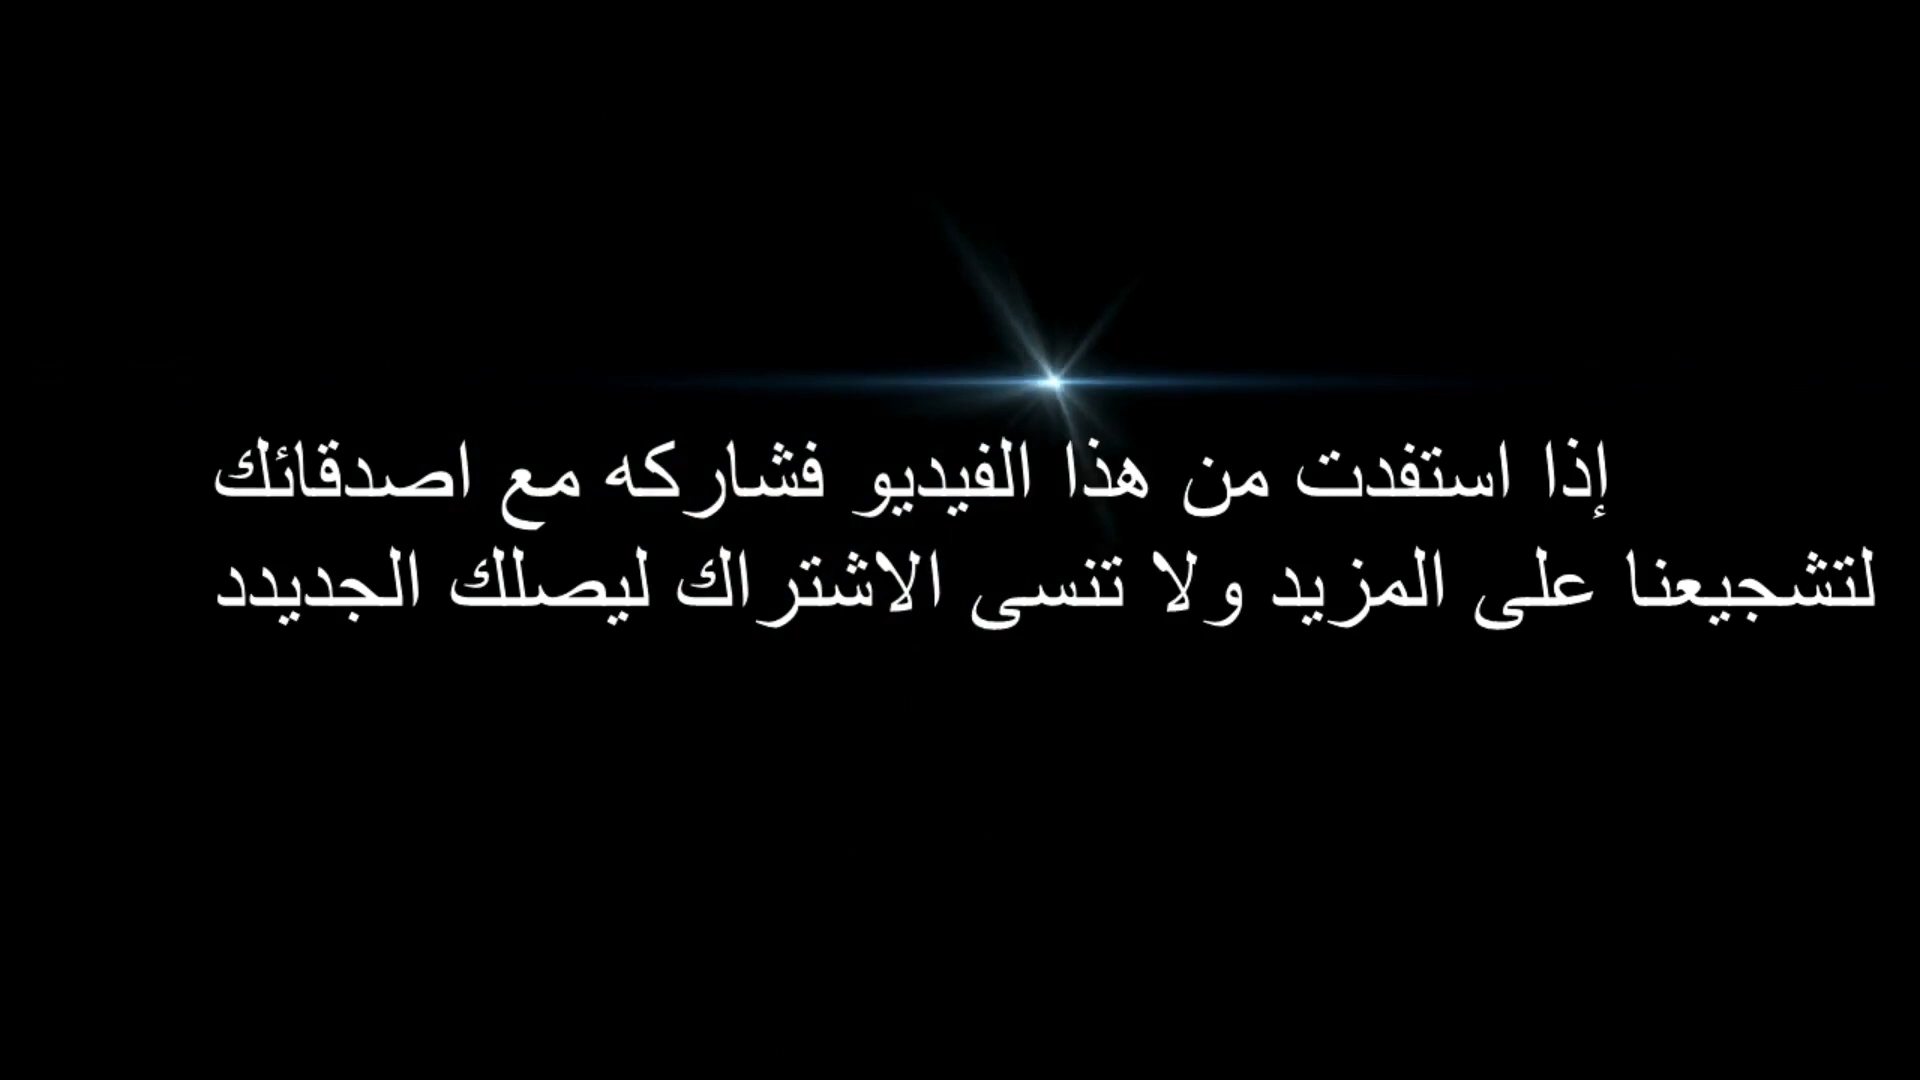 إذا استفدت من هذا الفيديو فشاركه مع اصدقائك
لتشجيعنا على المزيد ولا تنسى الاشتراك ليصلك الجديدد